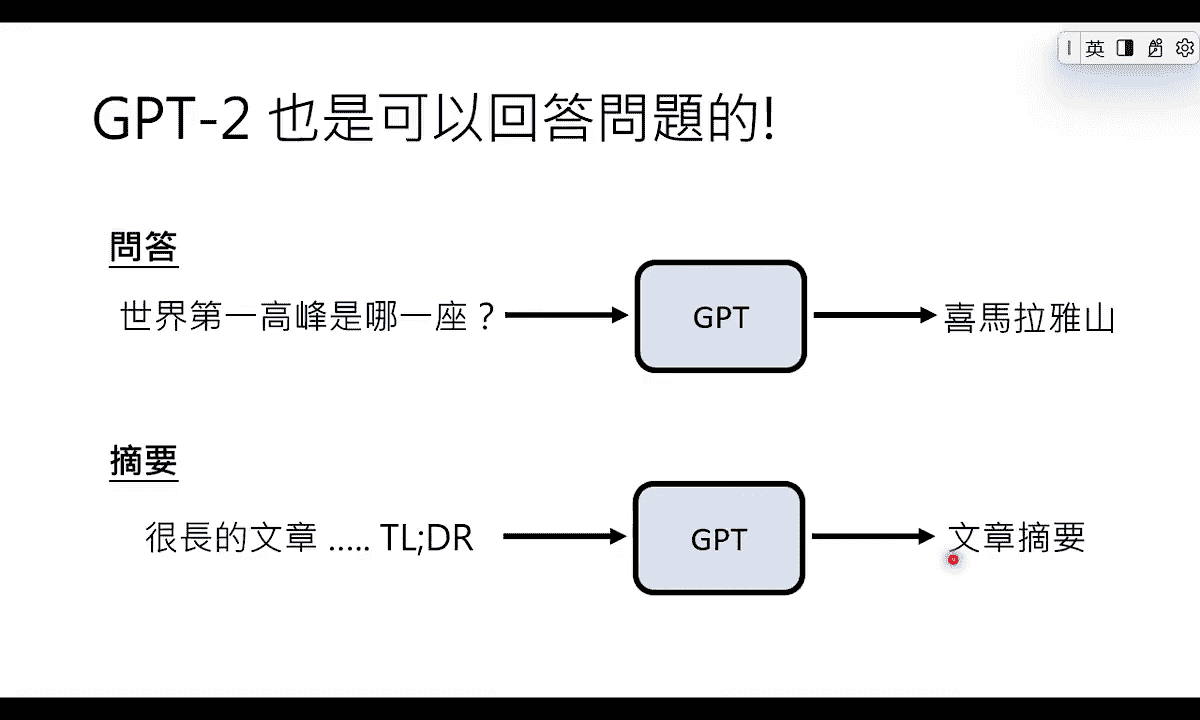 英
GPT-2 也是可以回答問題的!
問答
世界第一高峰是哪一座？
GPT
喜馬拉雅山
摘要
很長的文章 ..... TL;DR
GPT
文章摘要